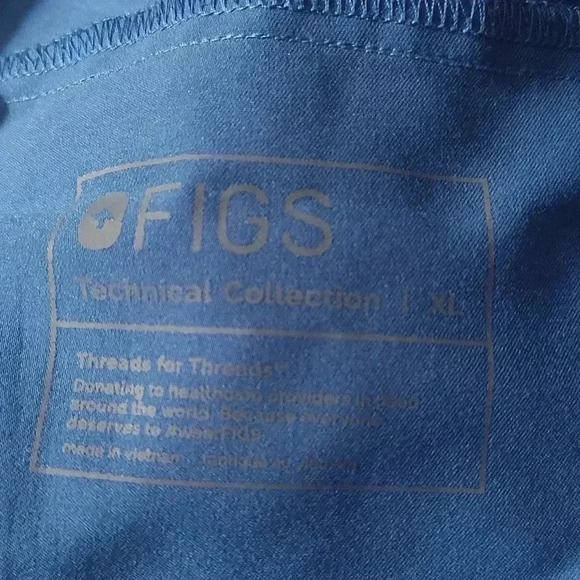 FIGS
Technical Collection | XL
Threads for Threads
Donating to healthcare providers in need
around the world. Because everyone
deserves to #wearFIGS
made in vietnam